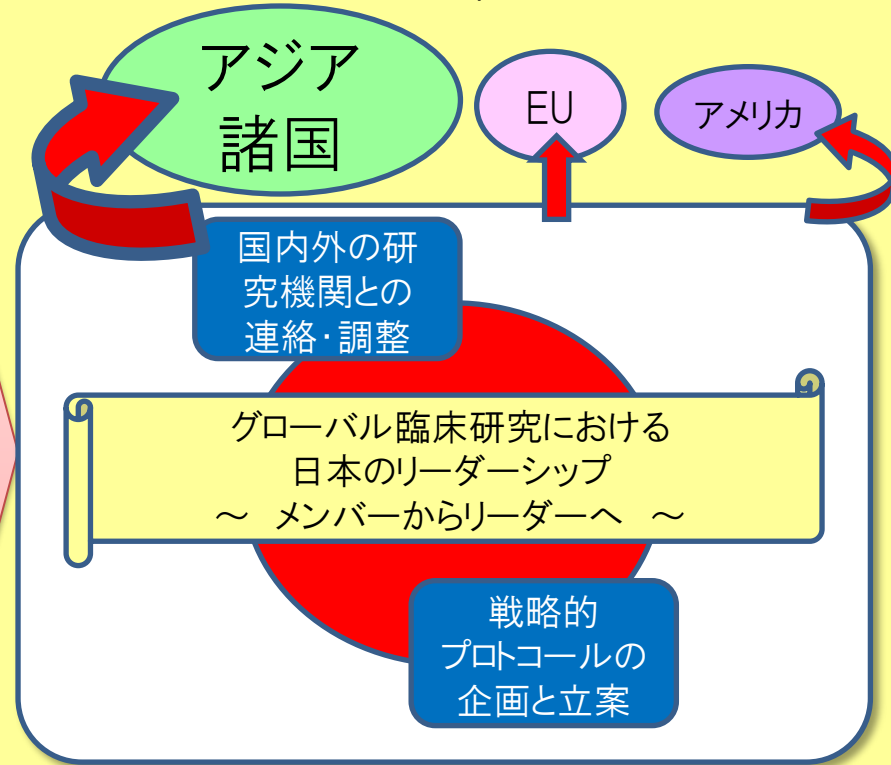 アジア
諸国
EU
アメリカ
国内外の研
究機関との
連絡・調整
グローバル臨床研究における
日本のリーダーシップ
～　メンバーからリーダーへ　～
戦略的
プロトコールの
企画と立案